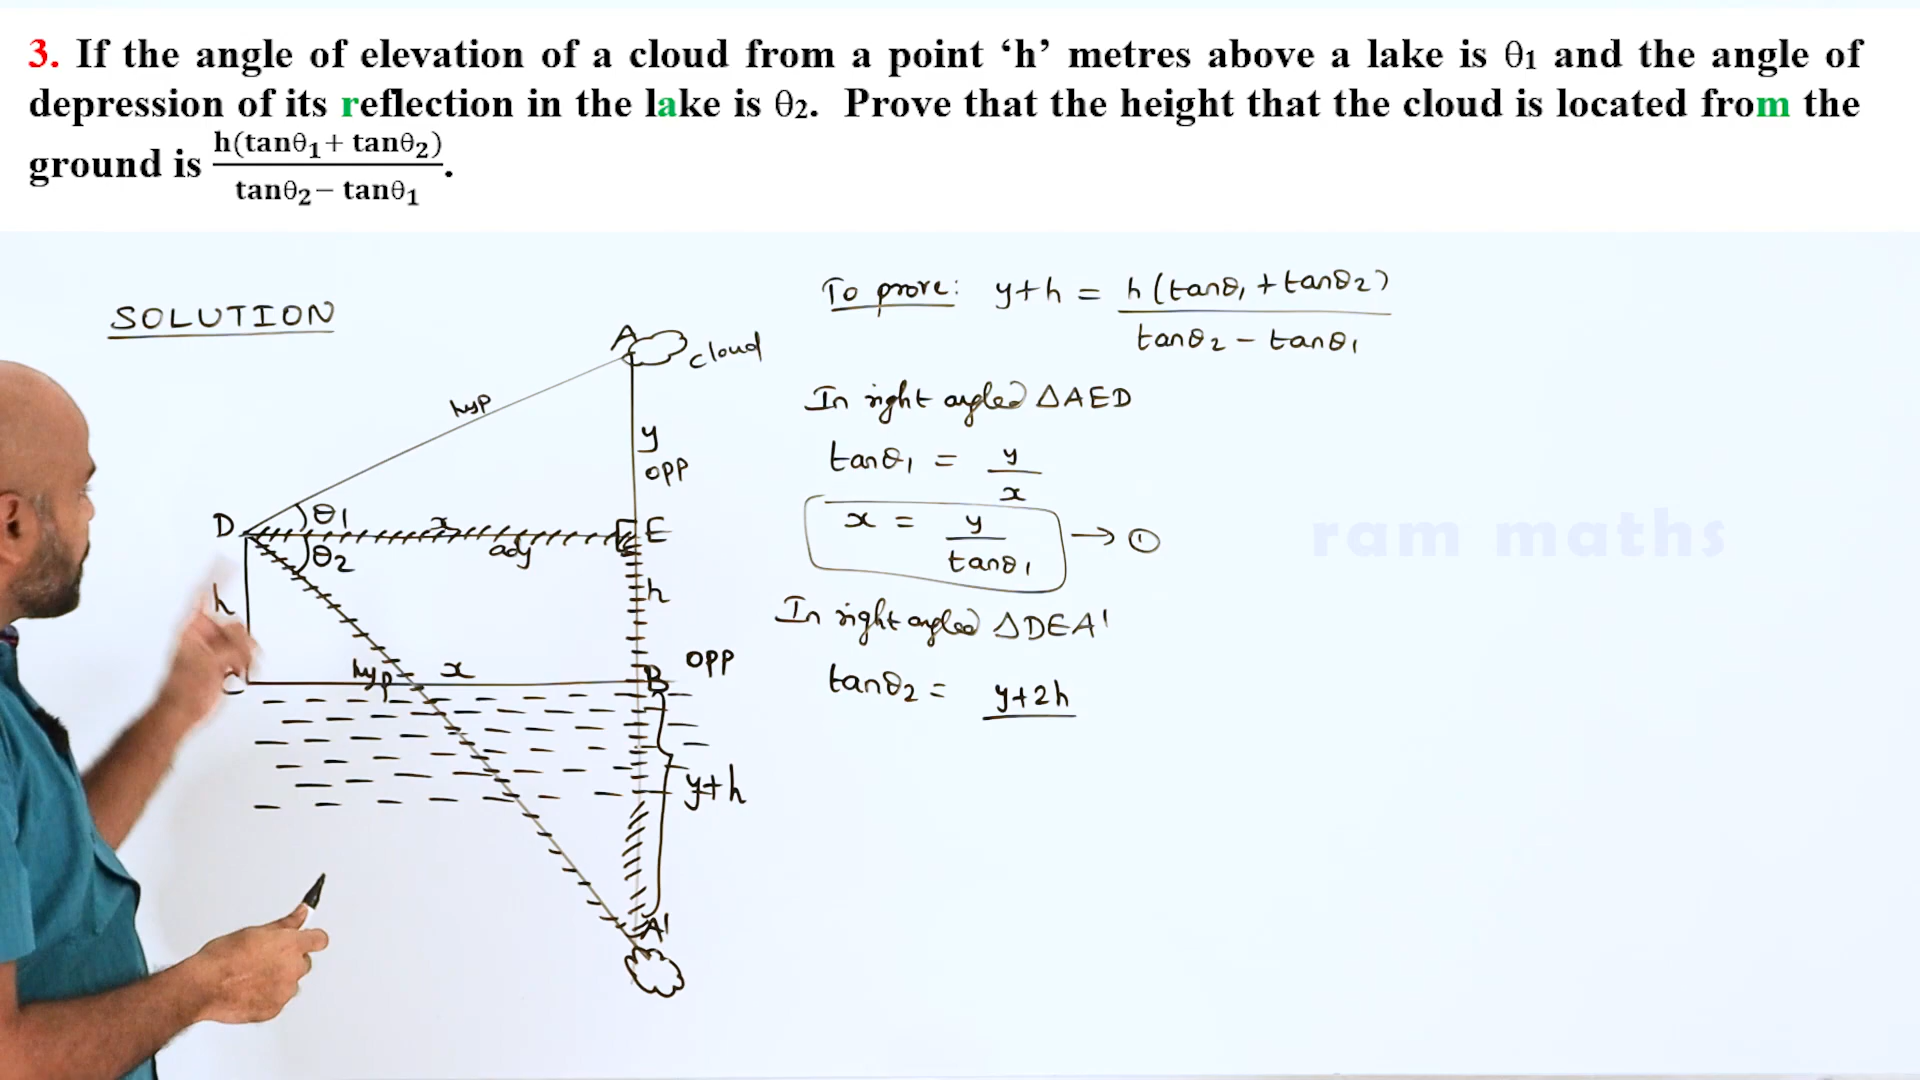 3. If the angle of elevation of a cloud from a point ‘h’ metres above a lake is θ1 and the angle of
depression of its reflection in the lake is θ2. Prove that the height that the cloud is located from the
ground is h(tanθ1+ tanθ2)
tanθ2− tanθ1 .
SOLUTION
To prove: y+h = h(tanθ1+tanθ2)
tanθ2 − tanθ1
A
cloud
hyp
In right angled △AED
y
opp
tanθ1 = y
x
D
θ1
x
E
x = y
tanθ1 → ①
ram maths
θ2
adj
h
h
In right angled △DEA'
C
hyp
x
B
opp
tanθ2 = y+2h
y+h
A'